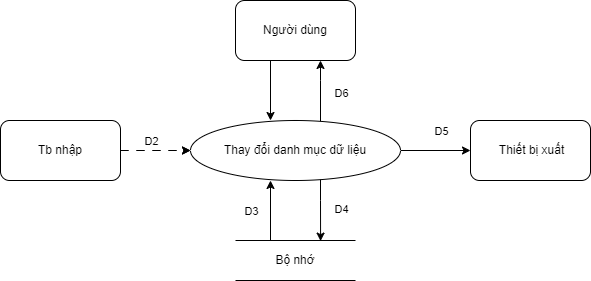 Người dùng
D6
Tb nhập
D2
Thay đổi danh mục dữ liệu
D5
Thiết bị xuất
D3
D4
Bộ nhớ